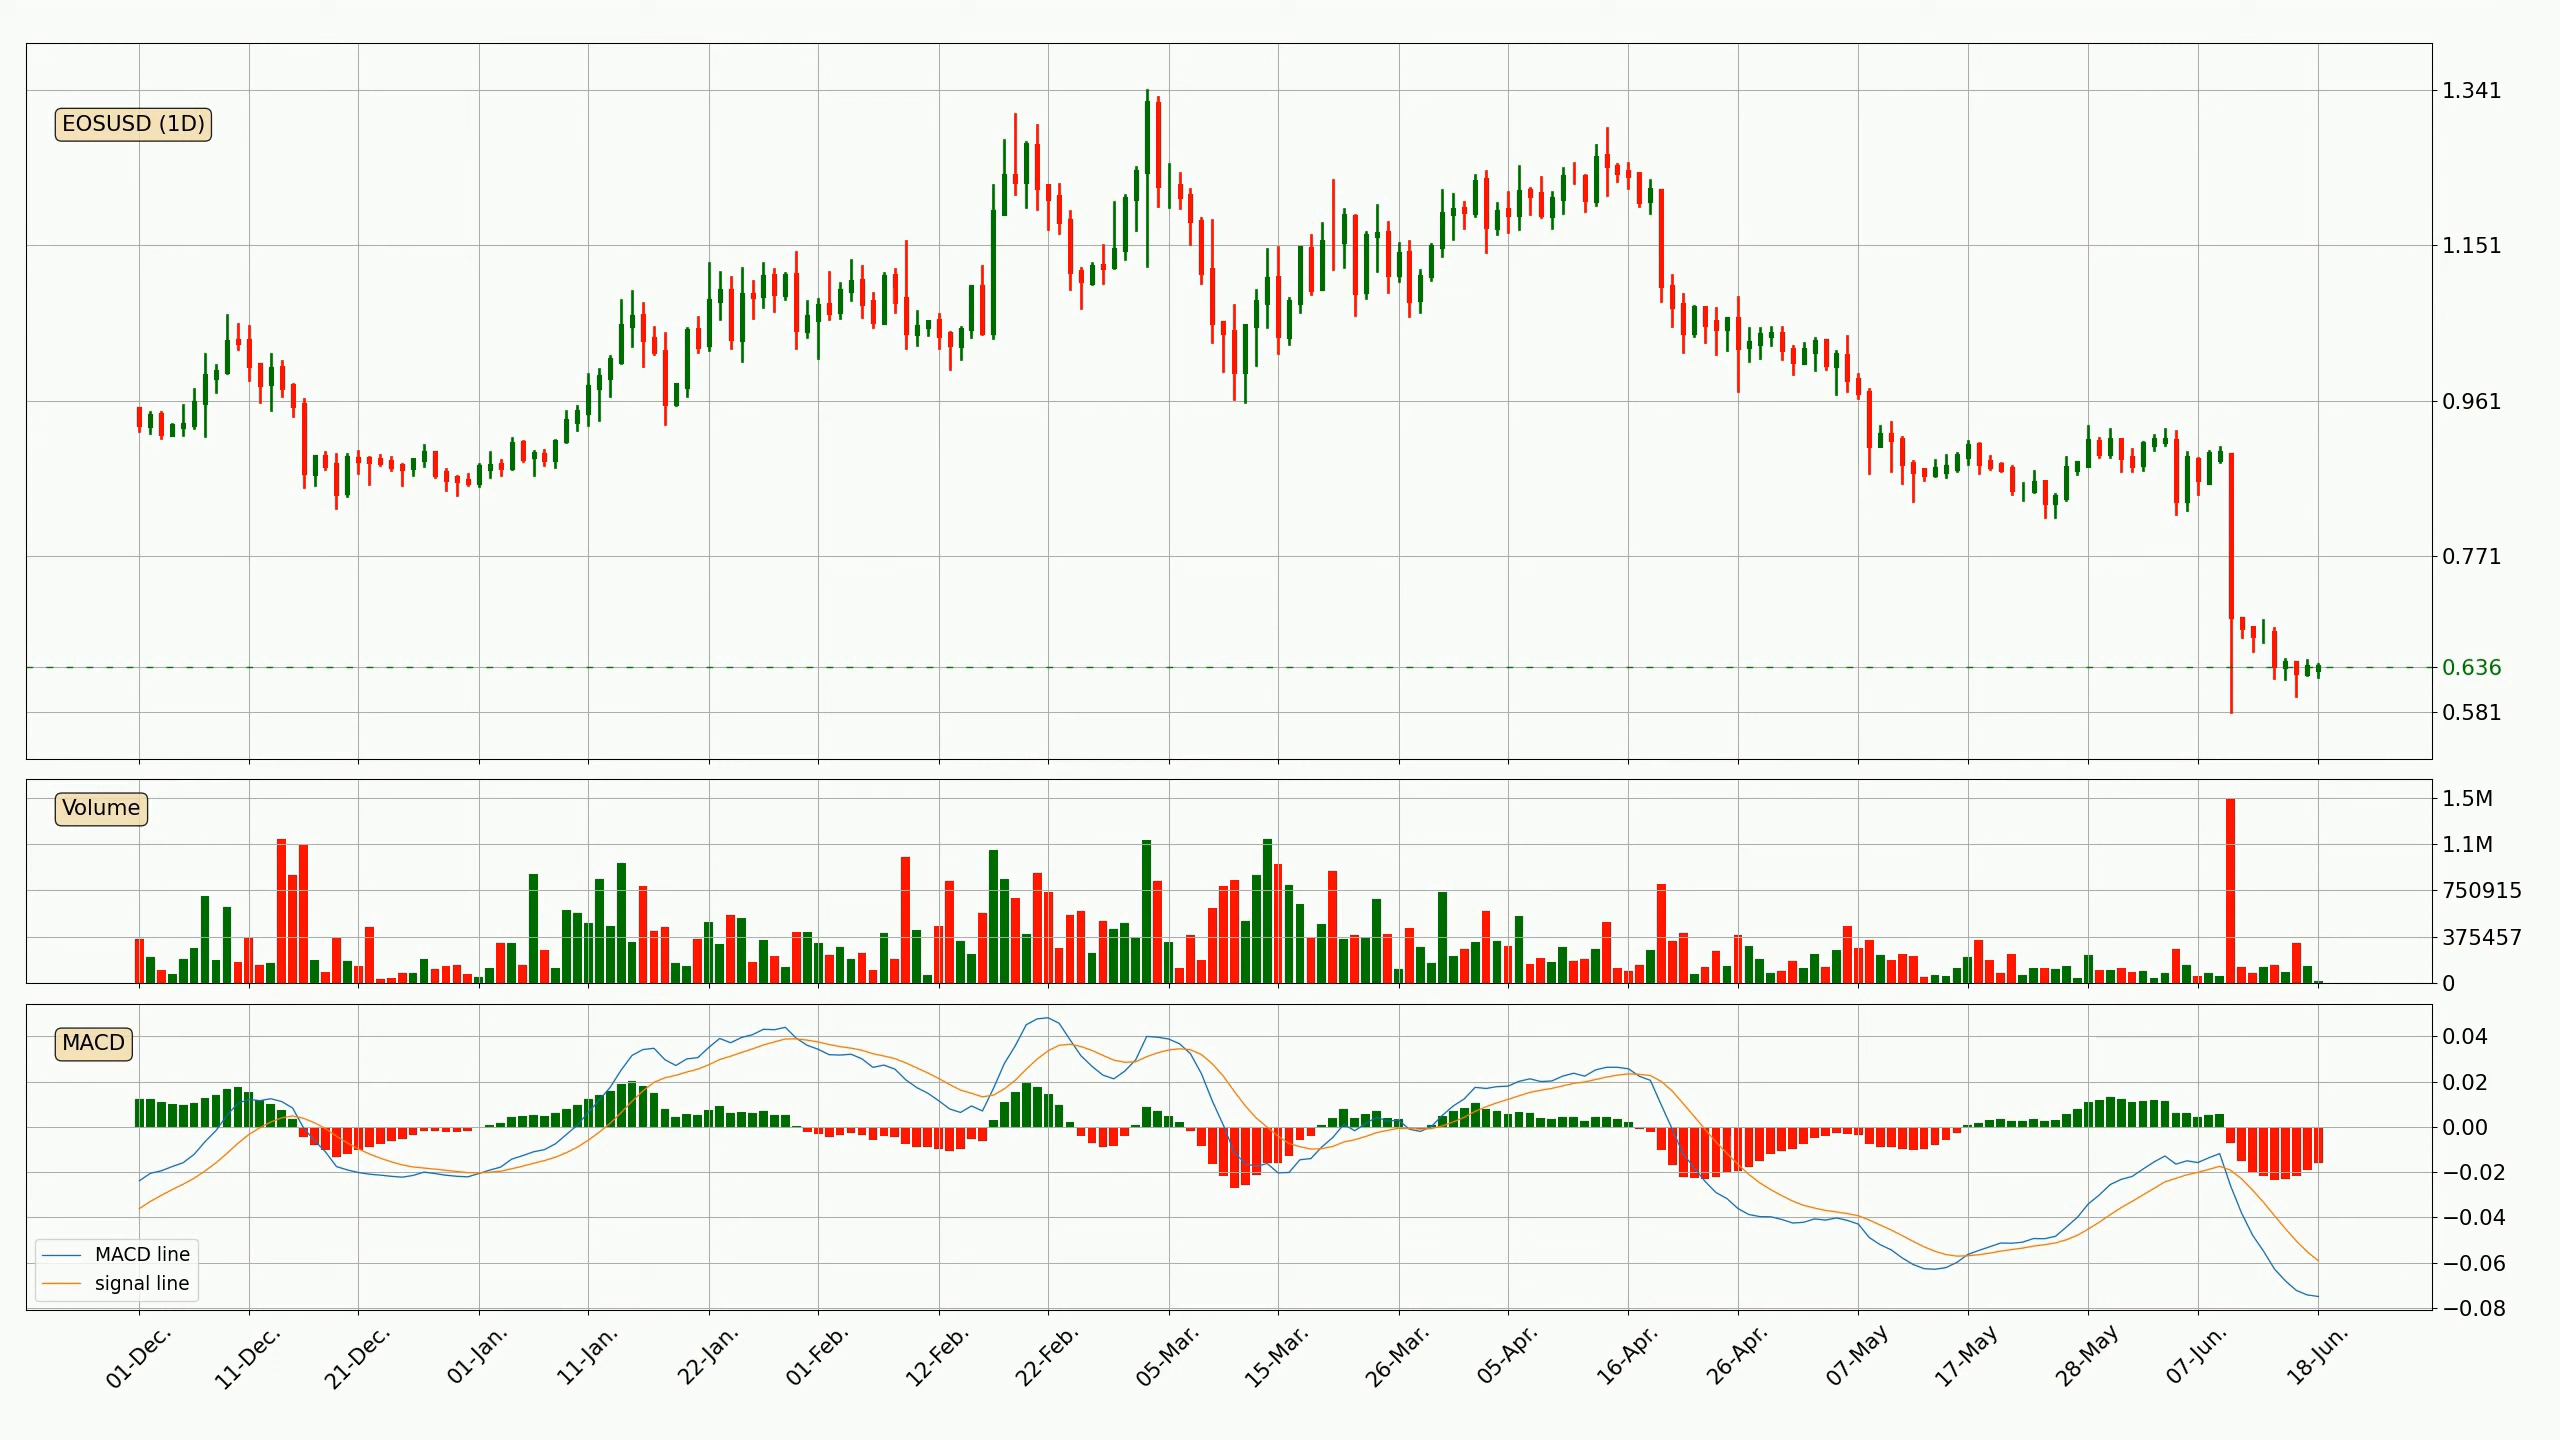 EOSUSD (1D)
1.341
1.151
0.961
0.771
0.636
0.581
Volume
1.5M
1.1M
750915
375457
0
MACD
0.04
0.02
0.00
−0.02
−0.04
−0.06
−0.08
MACD line
signal line
01-Dec. 11-Dec. 21-Dec. 01-Jan. 11-Jan. 22-Jan. 01-Feb. 12-Feb. 22-Feb. 05-Mar. 15-Mar. 26-Mar. 05-Apr. 16-Apr. 26-Apr. 07-May 17-May 28-May 07-Jun. 18-Jun.